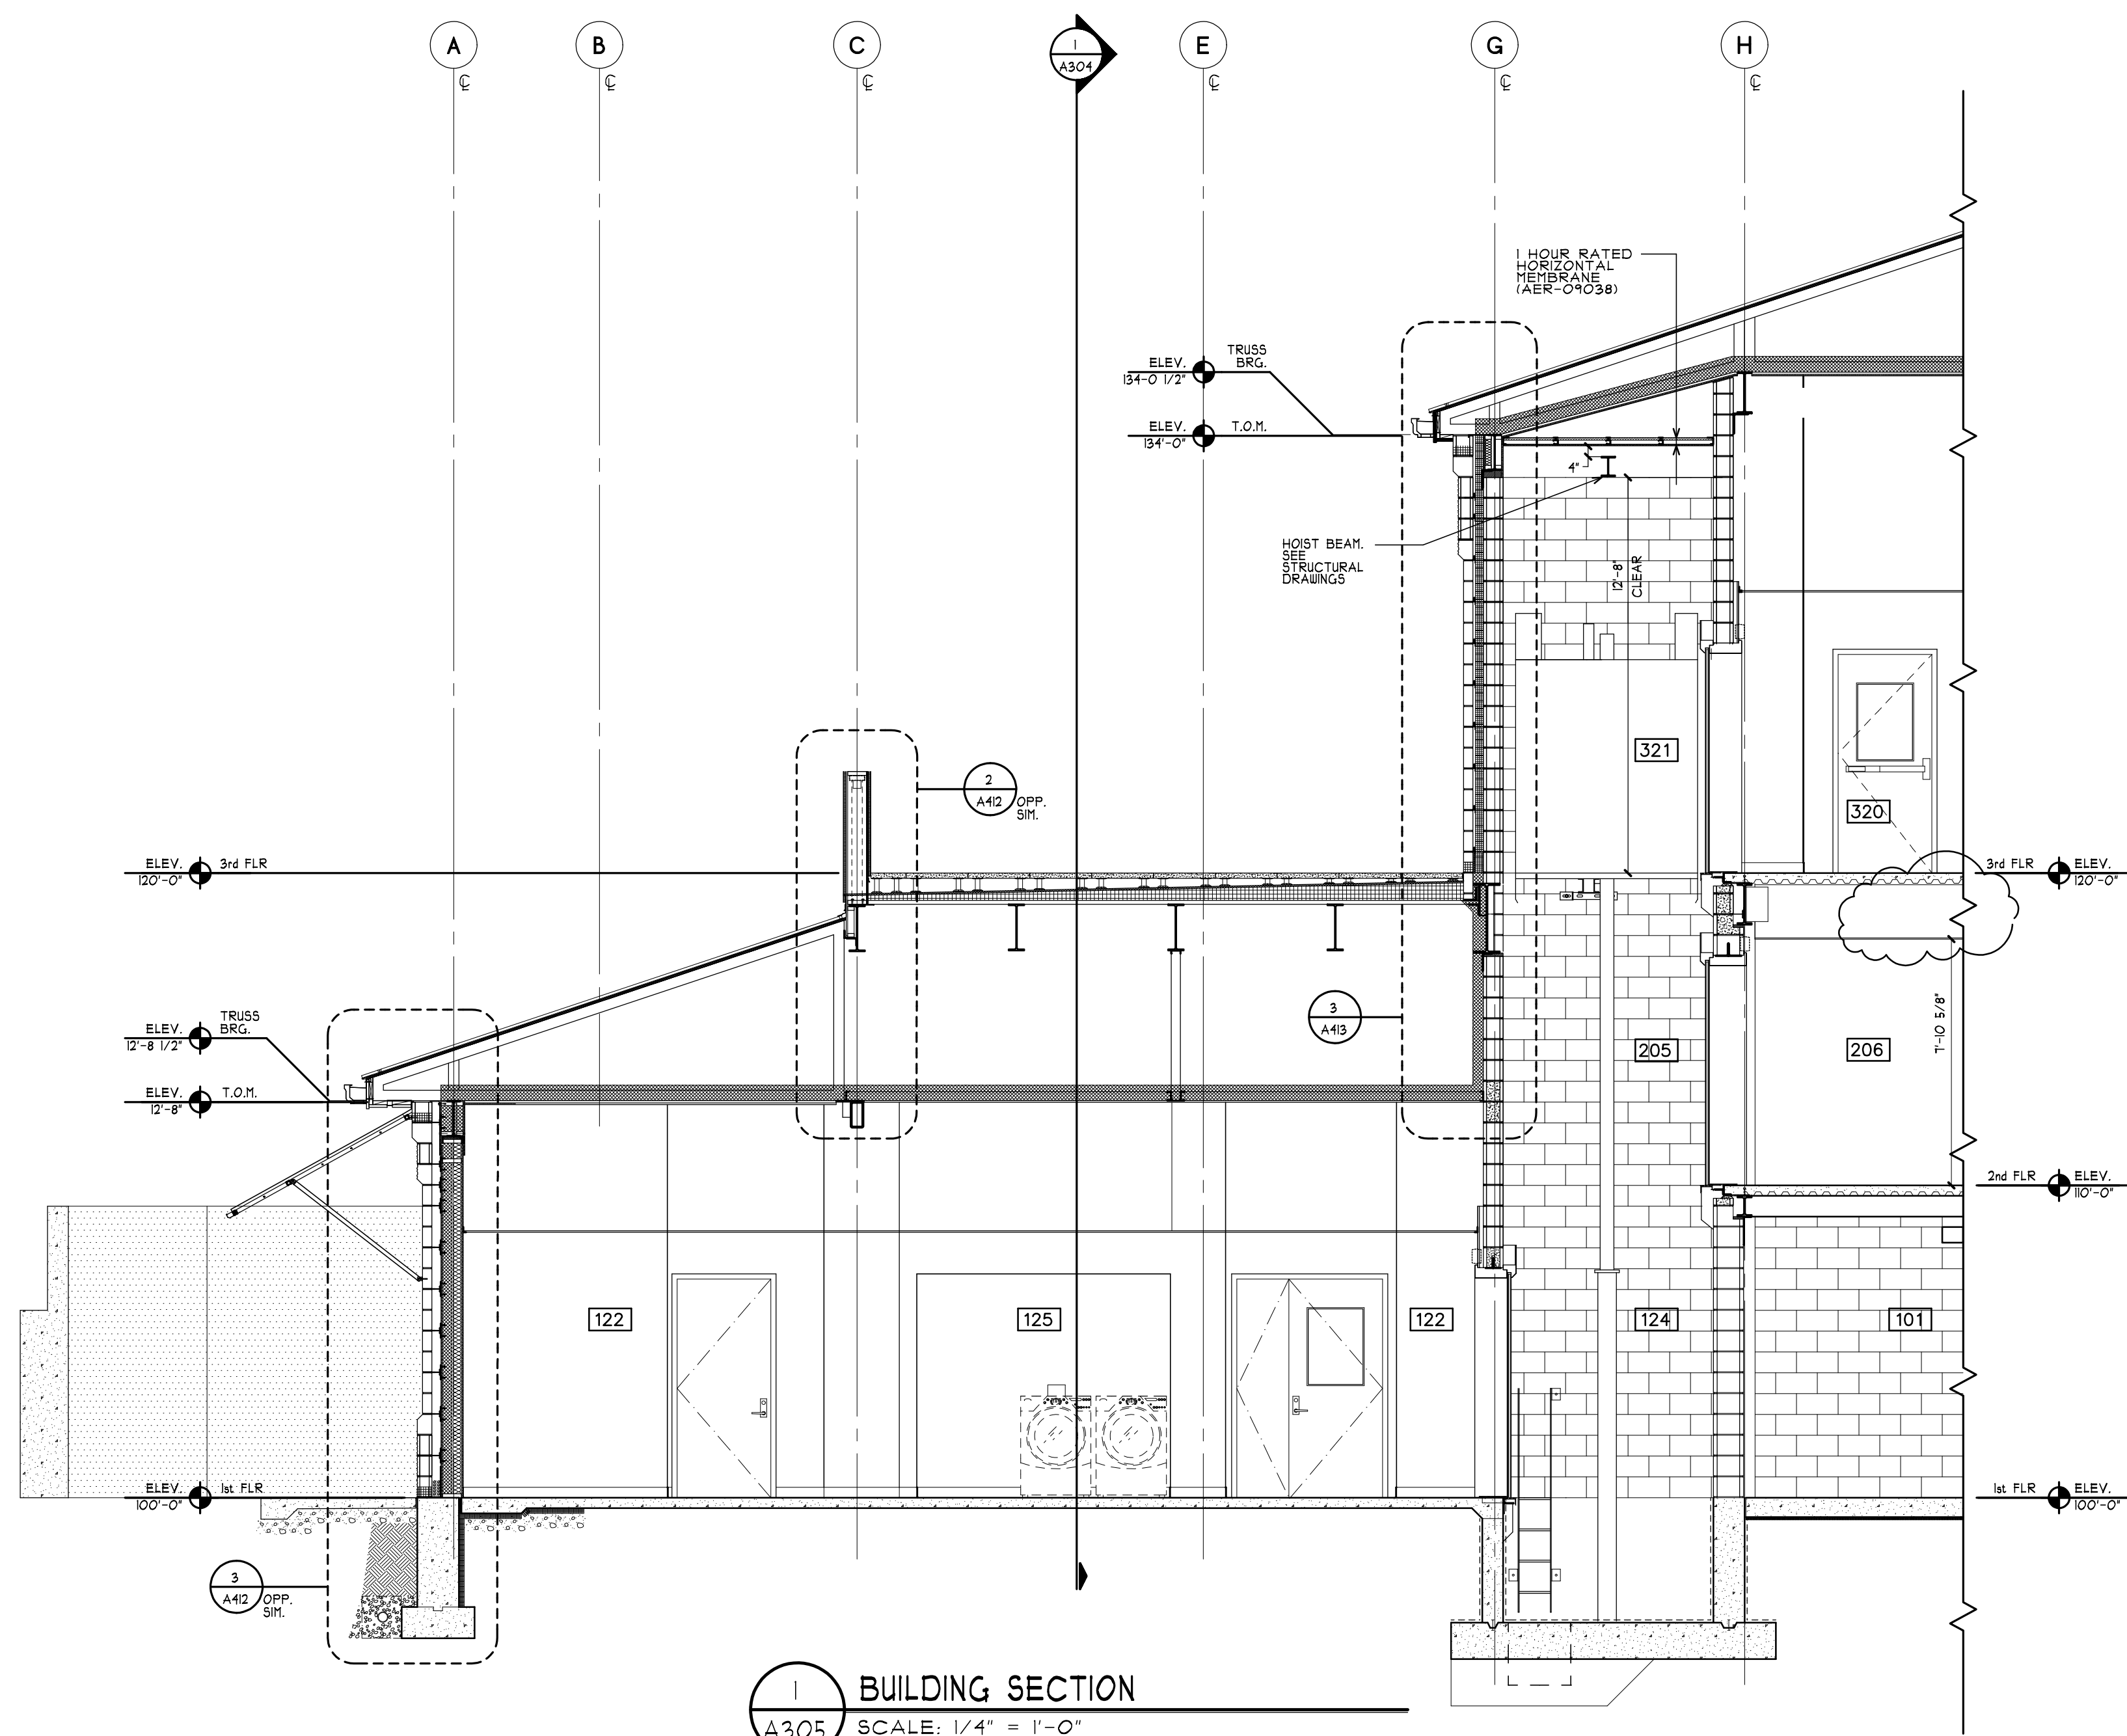 A
B
C
1
A304
E
G
H
℄
℄
℄
℄
℄
℄
1 HOUR RATED
HORIZONTAL
MEMBRANE
(AER-09038)
ELEV.
134-0 1/2"
TRUSS
BRG.
ELEV.
134'-0"
T.O.M.
4"
HOIST BEAM.
SEE
STRUCTURAL
DRAWINGS
12'-8"
CLEAR
321
320
2
A412
OPP.
SIM.
ELEV.
120'-0"
3rd FLR
3rd FLR
ELEV.
120'-0"
TRUSS
BRG.
ELEV.
12'-8 1/2"
ELEV.
12'-8"
T.O.M.
3
A413
205
206
7'-10 5/8"
2nd FLR
ELEV.
110'-0"
122
125
122
124
101
ELEV.
100'-0"
1st FLR
1st FLR
ELEV.
100'-0"
3
A412
OPP.
SIM.
1
A305
BUILDING SECTION
SCALE: 1/4" = 1'-0"